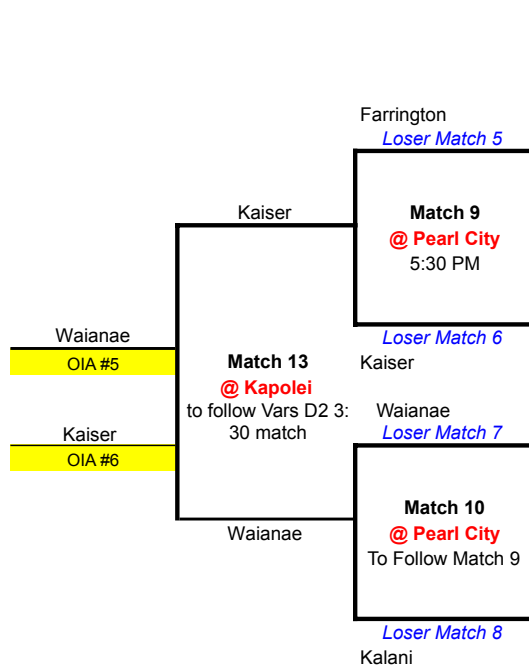 Farrington
Loser Match 5
Kaiser
Match 9
@ Pearl City
5:30 PM
Loser Match 6
Kaiser
Waianae
OIA #5
Match 13
@ Kapolei
to follow Vars D2 3:
30 match
Kaiser
OIA #6
Waianae
Loser Match 7
Waianae
Match 10
@ Pearl City
To Follow Match 9
Loser Match 8
Kalani